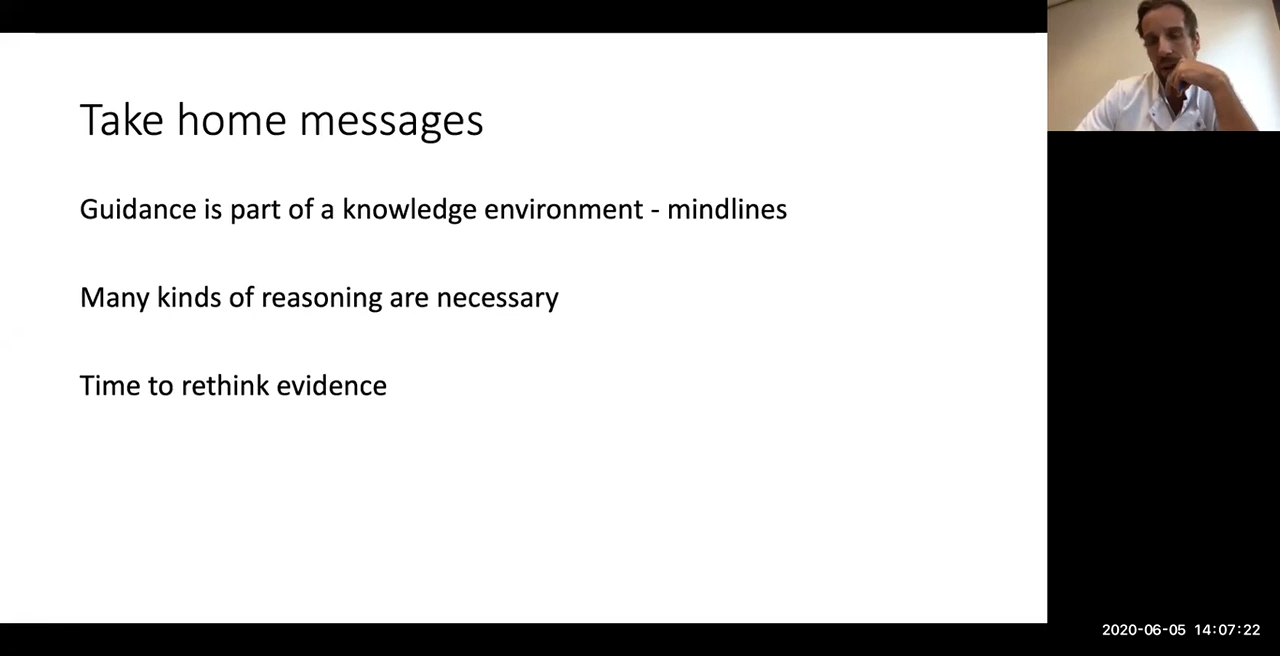 Take home messages
Guidance is part of a knowledge environment - mindlines
Many kinds of reasoning are necessary
Time to rethink evidence
2020-06-05 14:07:22